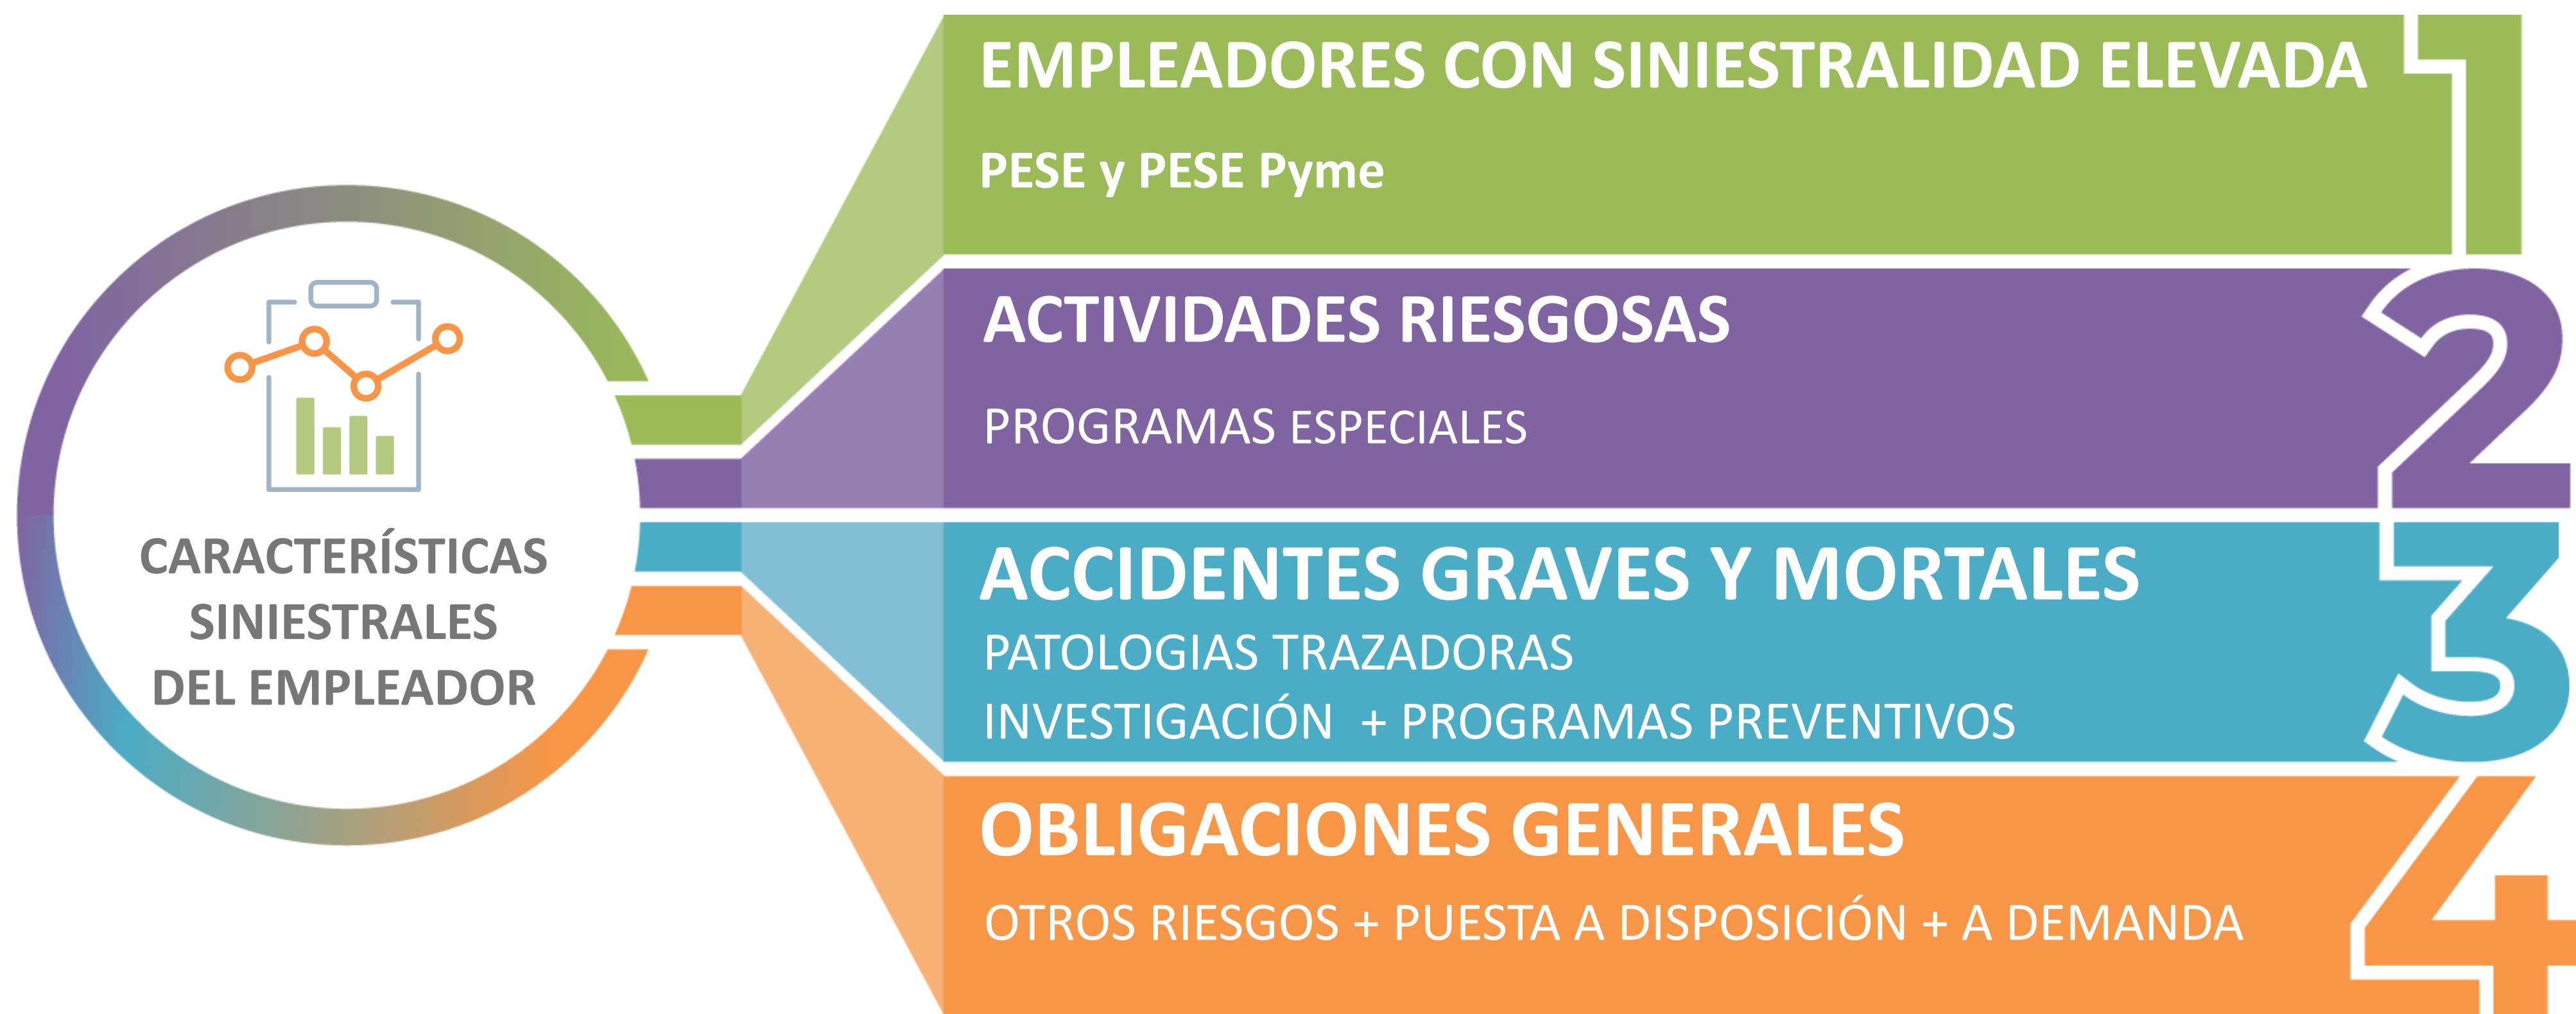 CARACTERÍSTICAS
SINIESTRALES
DEL EMPLEADOR
EMPLEADORES CON SINIESTRALIDAD ELEVADA
PESE y PESE Pyme
1
ACTIVIDADES RIESGOSAS
PROGRAMAS ESPECIALES
2
ACCIDENTES GRAVES Y MORTALES
PATOLOGIAS TRAZADORAS
INVESTIGACIÓN + PROGRAMAS PREVENTIVOS
3
OBLIGACIONES GENERALES
OTROS RIESGOS + PUESTA A DISPOSICIÓN + A DEMANDA
4